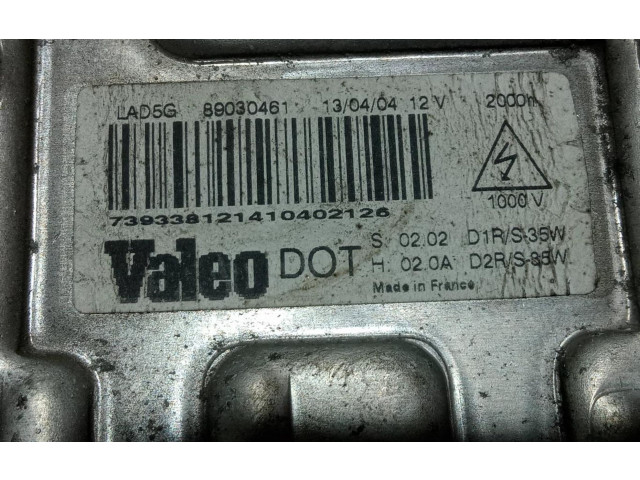 LAD5G 89030461 13/04/04 12 V 2000h
1000 V
739338121410402126
Valeo DOT S: 02.02 D1R/S-35W
H: 02.0A D2R/S-35W
Made in France